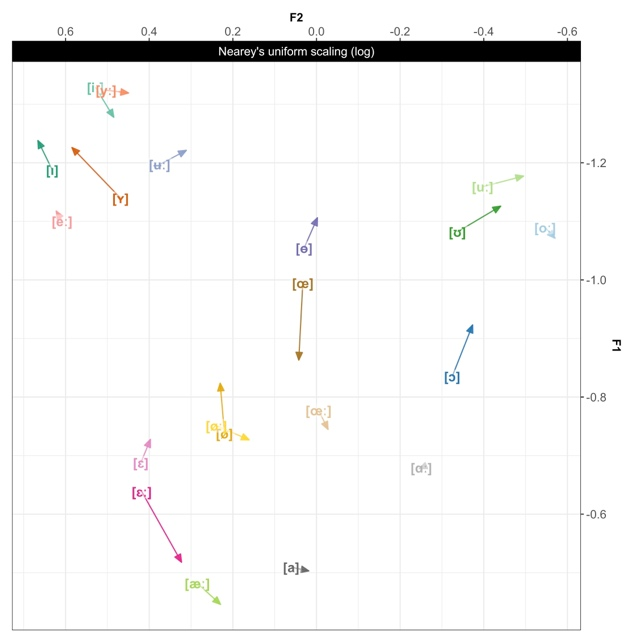 F2
0.6 0.4 0.2 0.0 -0.2 -0.4 -0.6
Nearey's uniform scaling (log)
[iː] [yː]
[ɪ] [ʏ] [ʉː] [uː]
-1.2
[eː] [ɵ] [ʊ] [oː]
[œ] -1.0
F1
[ɔ]
-0.8
[øː] [ø] [œː]
[ɛ] [ɑː]
[ɛː]
-0.6
[a]
[æː]